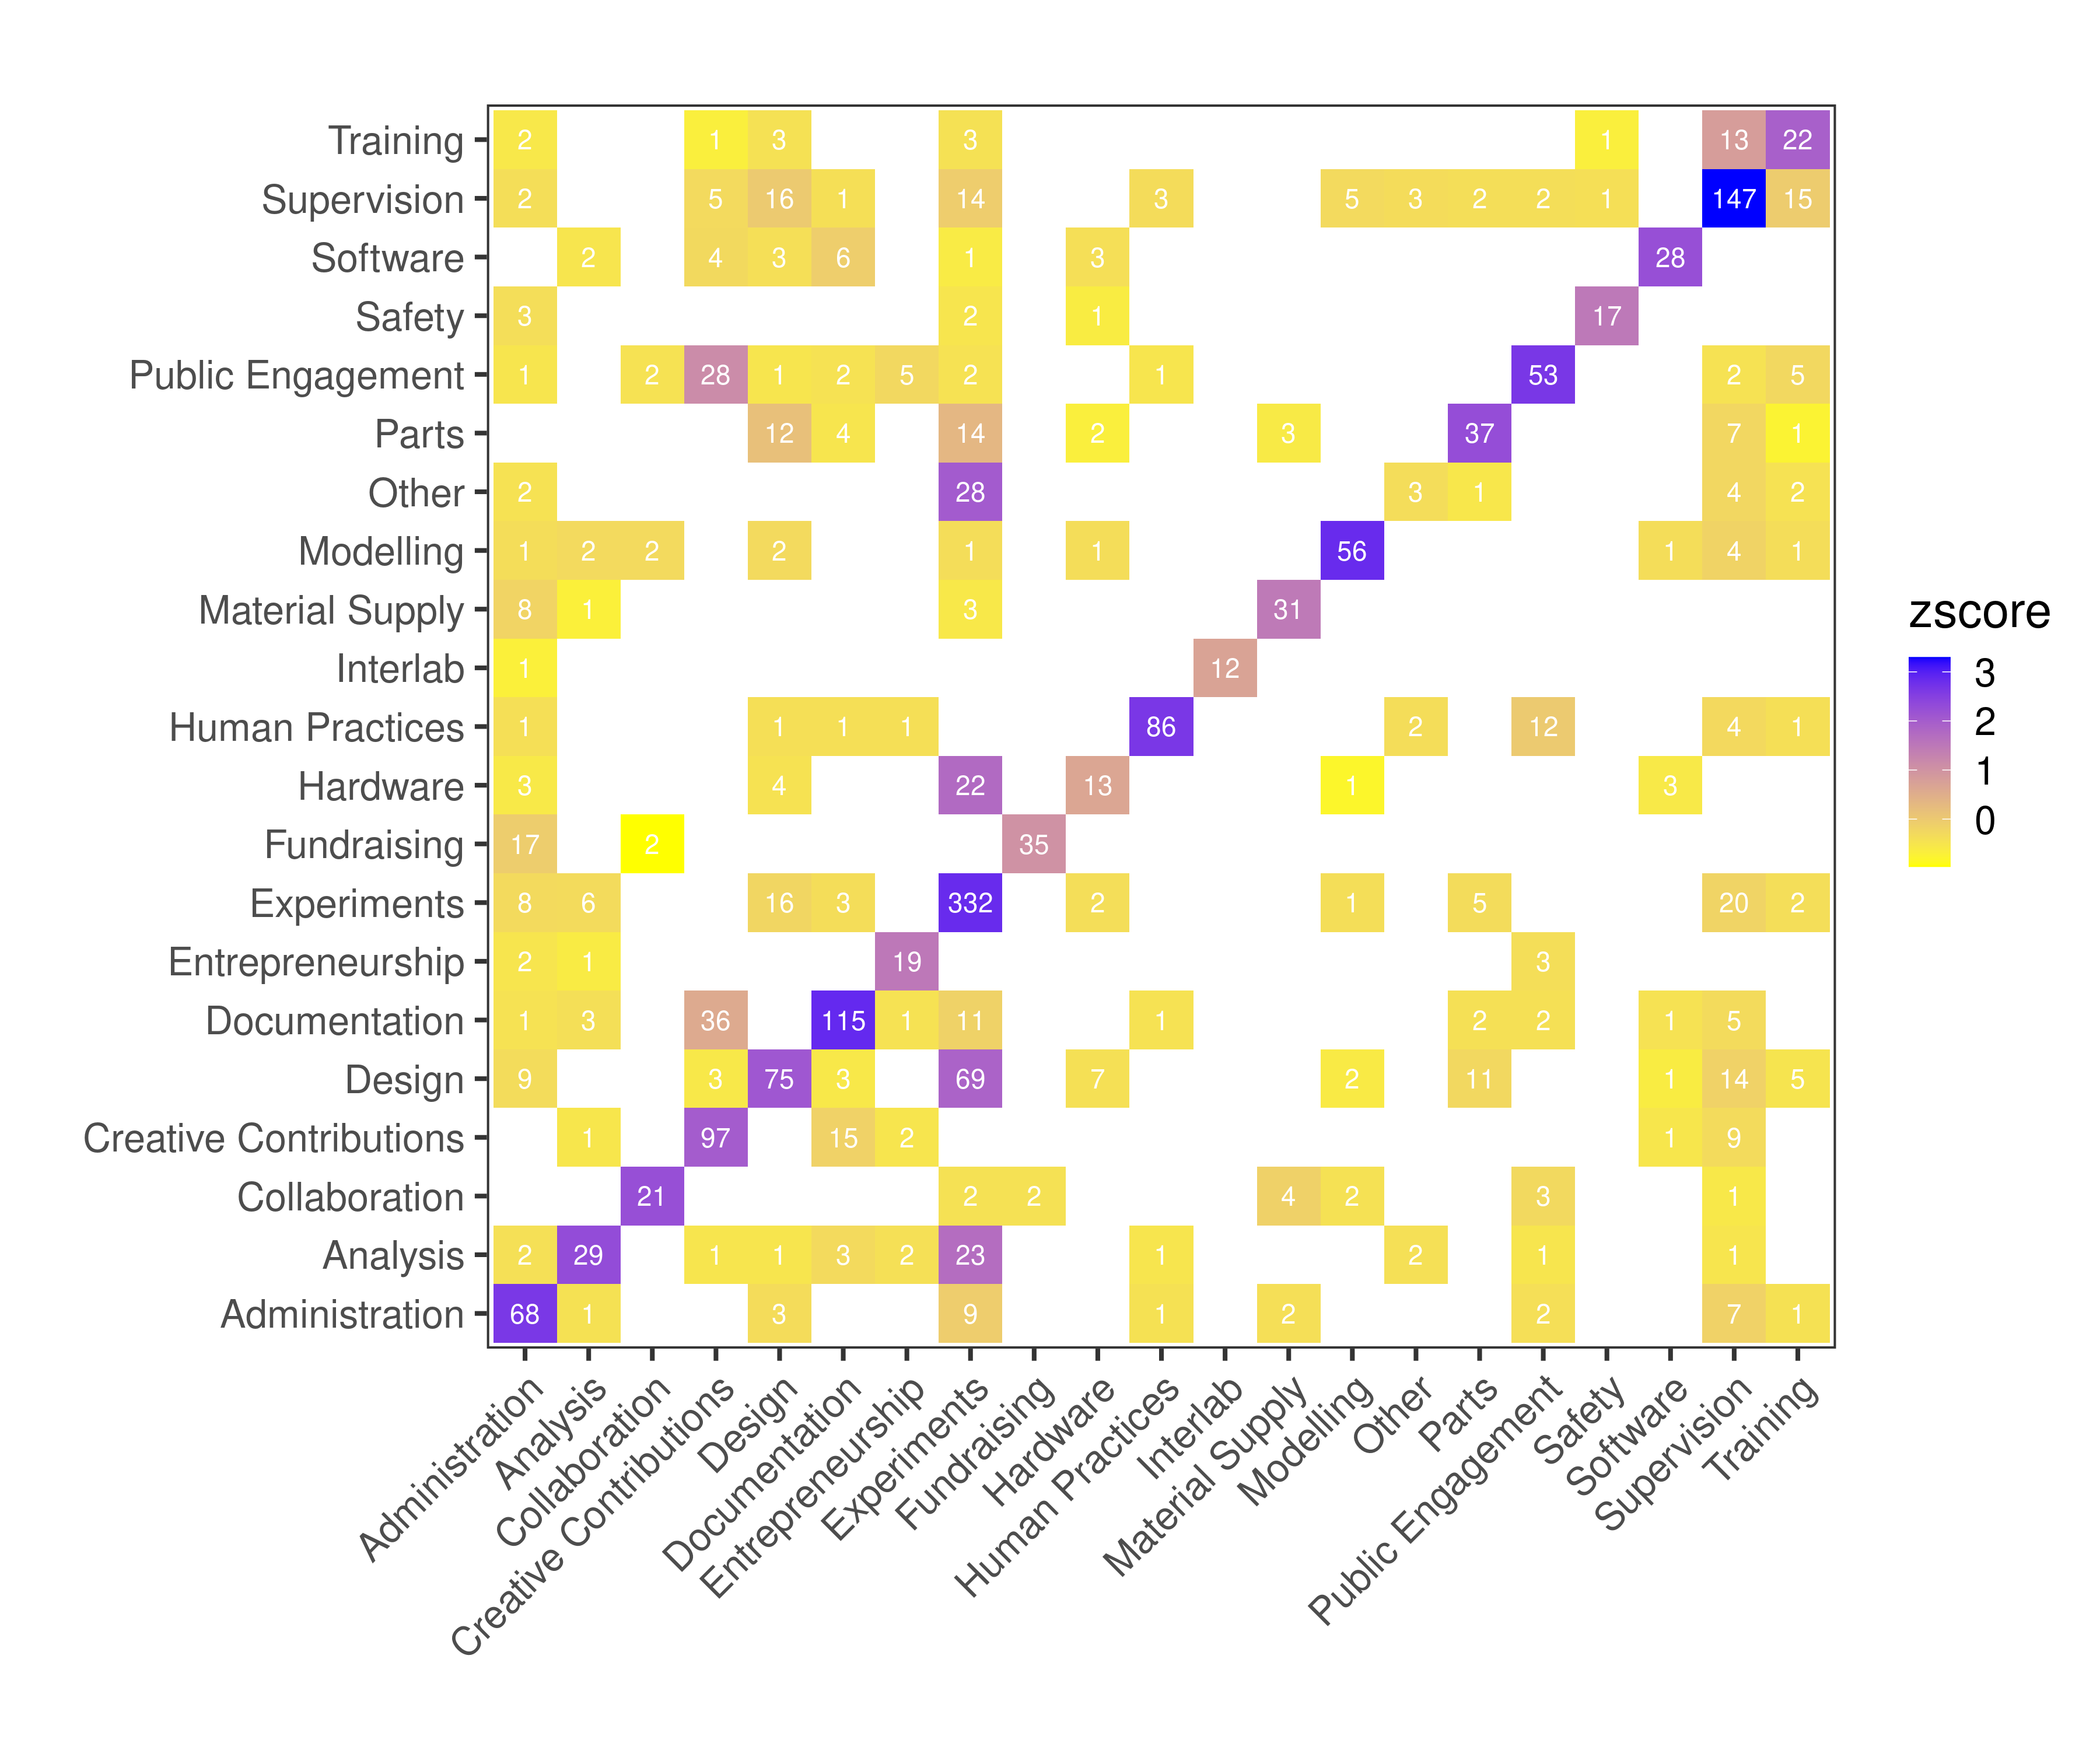 Training 2 1 3 3 1 13 22
Supervision 2 5 16 1 14 3 5 3 2 2 1 147 15
Software 2 4 3 6 1 3 28
Safety 3 2 1 17
Public Engagement 1 2 28 1 2 5 2 1 53 2 5
Parts 12 4 14 2 3 37 7 1
Other 2 28 3 1 4 2
Modelling 1 2 2 2 1 1 56 1 4 1
Material Supply 8 1 3 31
Interlab 1 12
Human Practices 1 1 1 1 86 2 12 4 1
Hardware 3 4 22 13 1 3
Fundraising 17 2 35
Experiments 8 6 16 3 332 2 1 5 20 2
Entrepreneurship 2 1 19 3
Documentation 1 3 36 115 1 11 1 2 2 1 5
Design 9 3 75 3 69 7 2 11 1 14 5
Creative Contributions 1 97 15 2 1 9
Collaboration 21 2 2 4 2 3 1
Analysis 2 29 1 1 3 2 23 1 2 1 1
Administration 68 1 3 9 1 2 2 7 1
Administration
Analysis
Collaboration
Creative Contributions
Design
Documentation
Entrepreneurship
Experiments
Fundraising
Hardware
Human Practices
Interlab
Material Supply
Modelling
Other
Parts
Public Engagement
Safety
Software
Supervision
Training
zscore
3
2
1
0